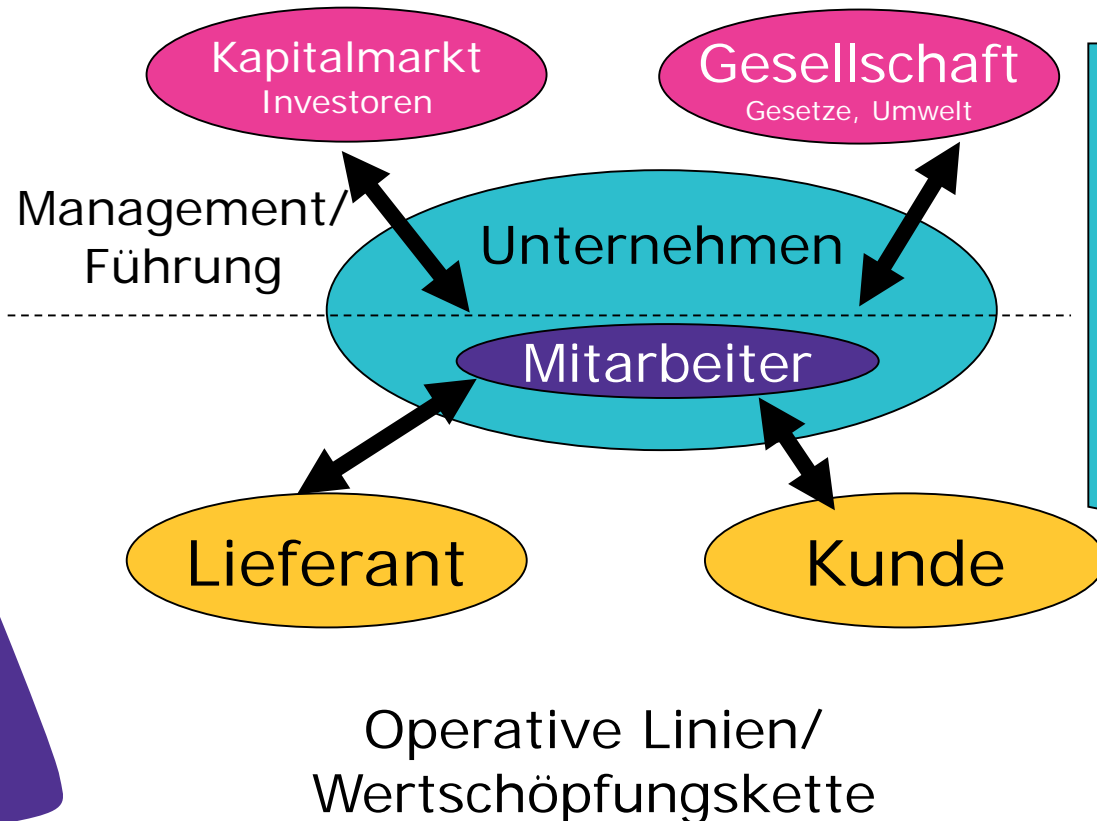 Kapitalmarkt
Investoren
Gesellschaft
Gesetze, Umwelt
Management/
Führung
Unternehmen
Mitarbeiter
Lieferant
Kunde
Operative Linien/
Wertschöpfungskette